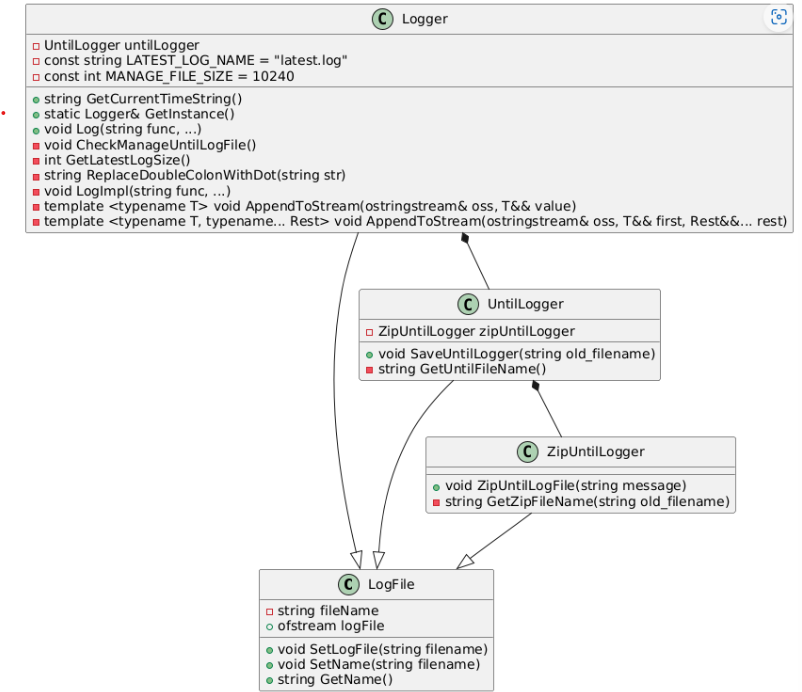 C Logger
UntilLogger untilLogger
const string LATEST_LOG_NAME = "latest.log"
const int MANAGE_FILE_SIZE = 10240
string GetCurrentTimeString()
static Logger& GetInstance()
void Log(string func, ...)
void CheckManageUntilLogFile()
int GetLatestLogSize()
string ReplaceDoubleColonWithDot(string str)
void LogImpl(string func, ...)
template <typename T> void AppendToStream(ostringstream& oss, T&& value)
template <typename T, typename... Rest> void AppendToStream(ostringstream& oss, T&& first, Rest&&... rest)
C UntilLogger
ZipUntilLogger zipUntilLogger
void SaveUntilLogger(string old_filename)
string GetUntilFileName()
C ZipUntilLogger
void ZipUntilLogFile(string message)
string GetZipFileName(string old_filename)
C LogFile
string fileName
ofstream logFile
void SetLogFile(string filename)
void SetName(string filename)
string GetName()